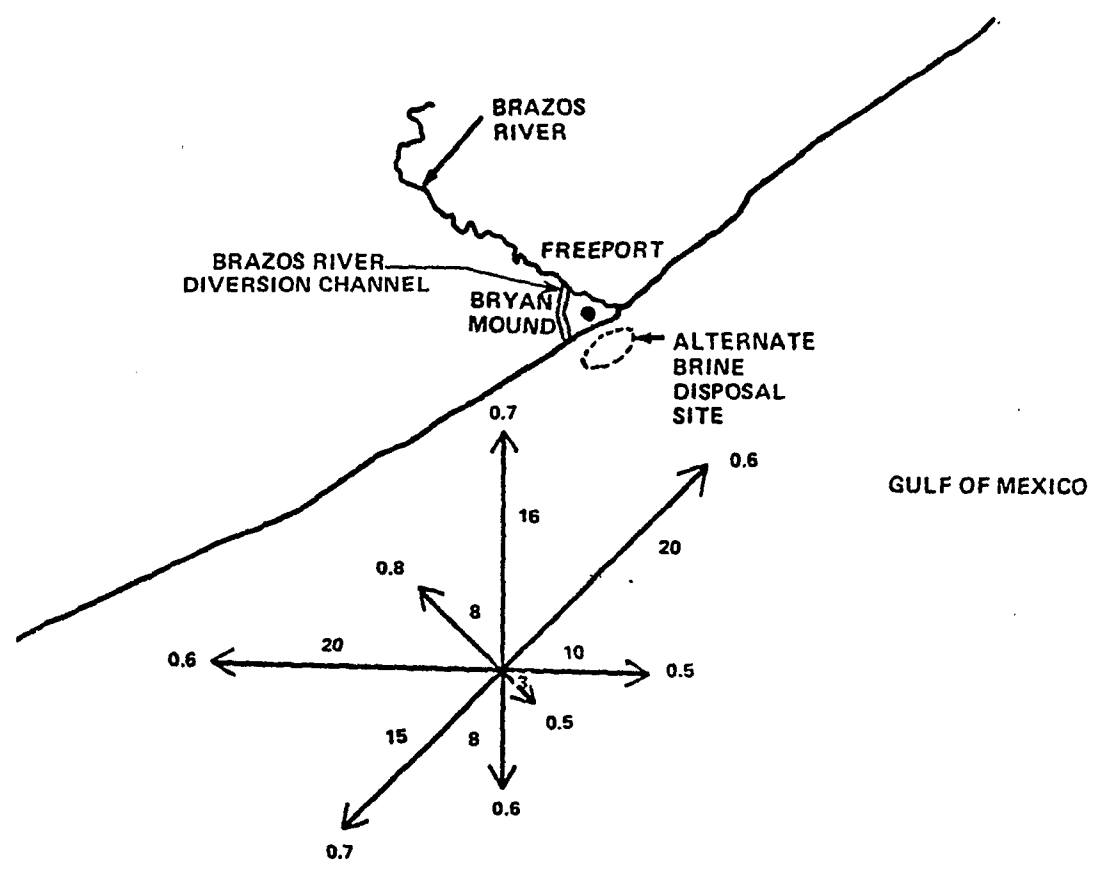 BRAZOS
RIVER
FREEPORT
BRAZOS RIVER
DIVERSION CHANNEL
BRYAN
MOUND
ALTERNATE
BRINE
DISPOSAL
SITE
GULF OF MEXICO
0.7
0.6
16
20
0.8
8
0.6
20
10
0.5
3
0.5
15
8
0.6
0.7